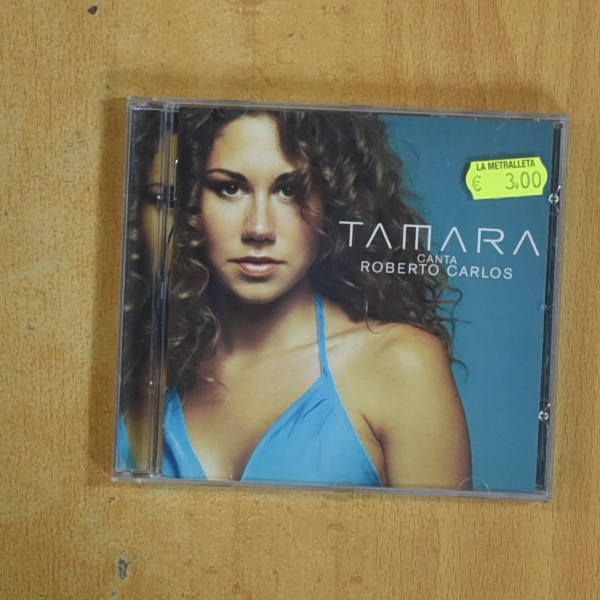 LA METRALLETA
€ 3,00
TAMARA
CANTA
ROBERTO CARLOS